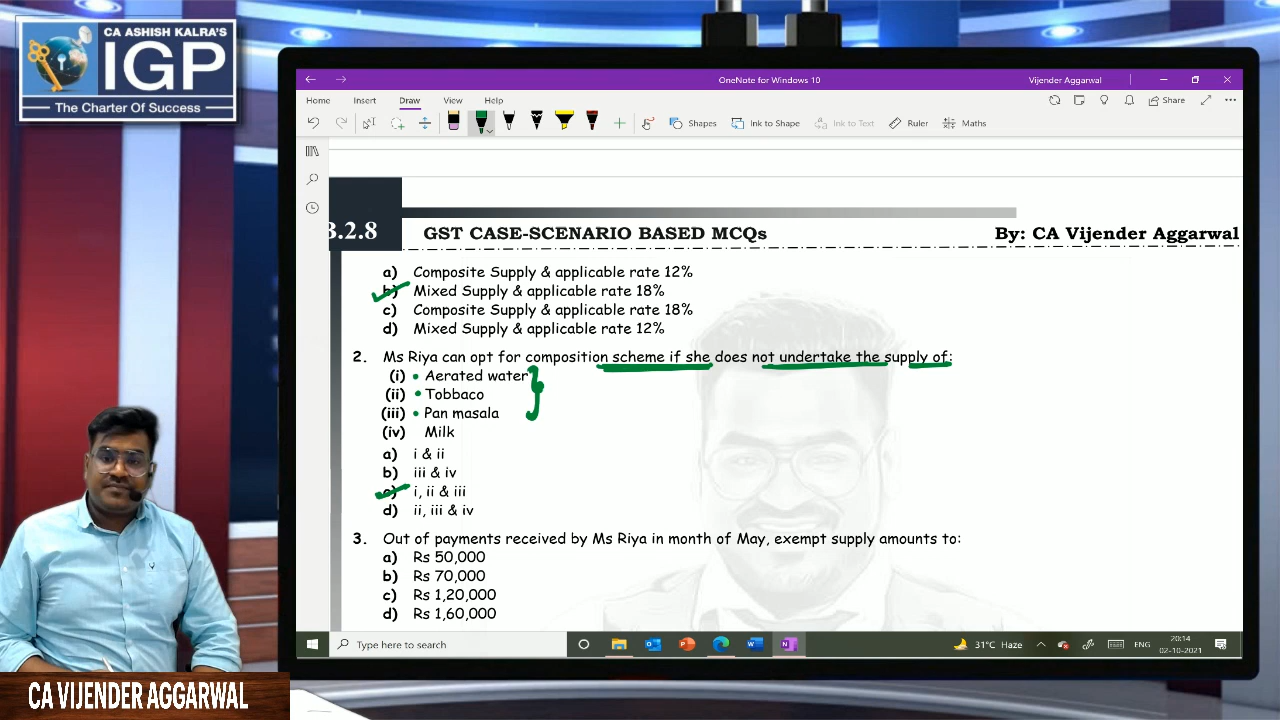 CA ASHISH KALRA'S
IGP
The Charter Of Success
OneNote for Windows 10
Vijender Aggarwal
Home Insert Draw View Help
Share
Shapes
Ink to Shape
Ink to Text
Ruler
Maths
3.2.8
GST CASE-SCENARIO BASED MCQs
By: CA Vijender Aggarwal
a) Composite Supply & applicable rate 12%
b) Mixed Supply & applicable rate 18%
c) Composite Supply & applicable rate 18%
d) Mixed Supply & applicable rate 12%
2. Ms Riya can opt for composition scheme if she does not undertake the supply of:
(i) Aerated water
(ii) Tobbaco
(iii) Pan masala
(iv) Milk
a) i & ii
b) iii & iv
c) i, ii & iii
d) ii, iii & iv
3. Out of payments received by Ms Riya in month of May, exempt supply amounts to:
a) Rs 50,000
b) Rs 70,000
c) Rs 1,20,000
d) Rs 1,60,000
Type here to search
31°C Haze
ENG
20:14
02-10-2021
CA VIJENDER AGGARWAL